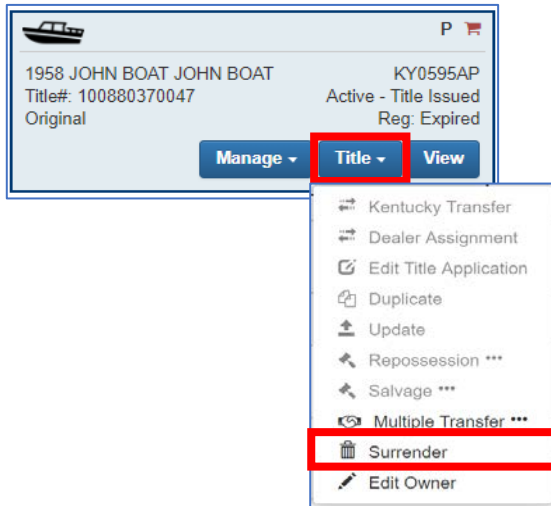 P
1958 JOHN BOAT JOHN BOAT KY0595AP
Title#: 100880370047 Active - Title Issued
Original Reg: Expired
Manage Title View
Kentucky Transfer
Dealer Assignment
Edit Title Application
Duplicate
Update
Repossession •••
Salvage •••
Multiple Transfer •••
Surrender
Edit Owner